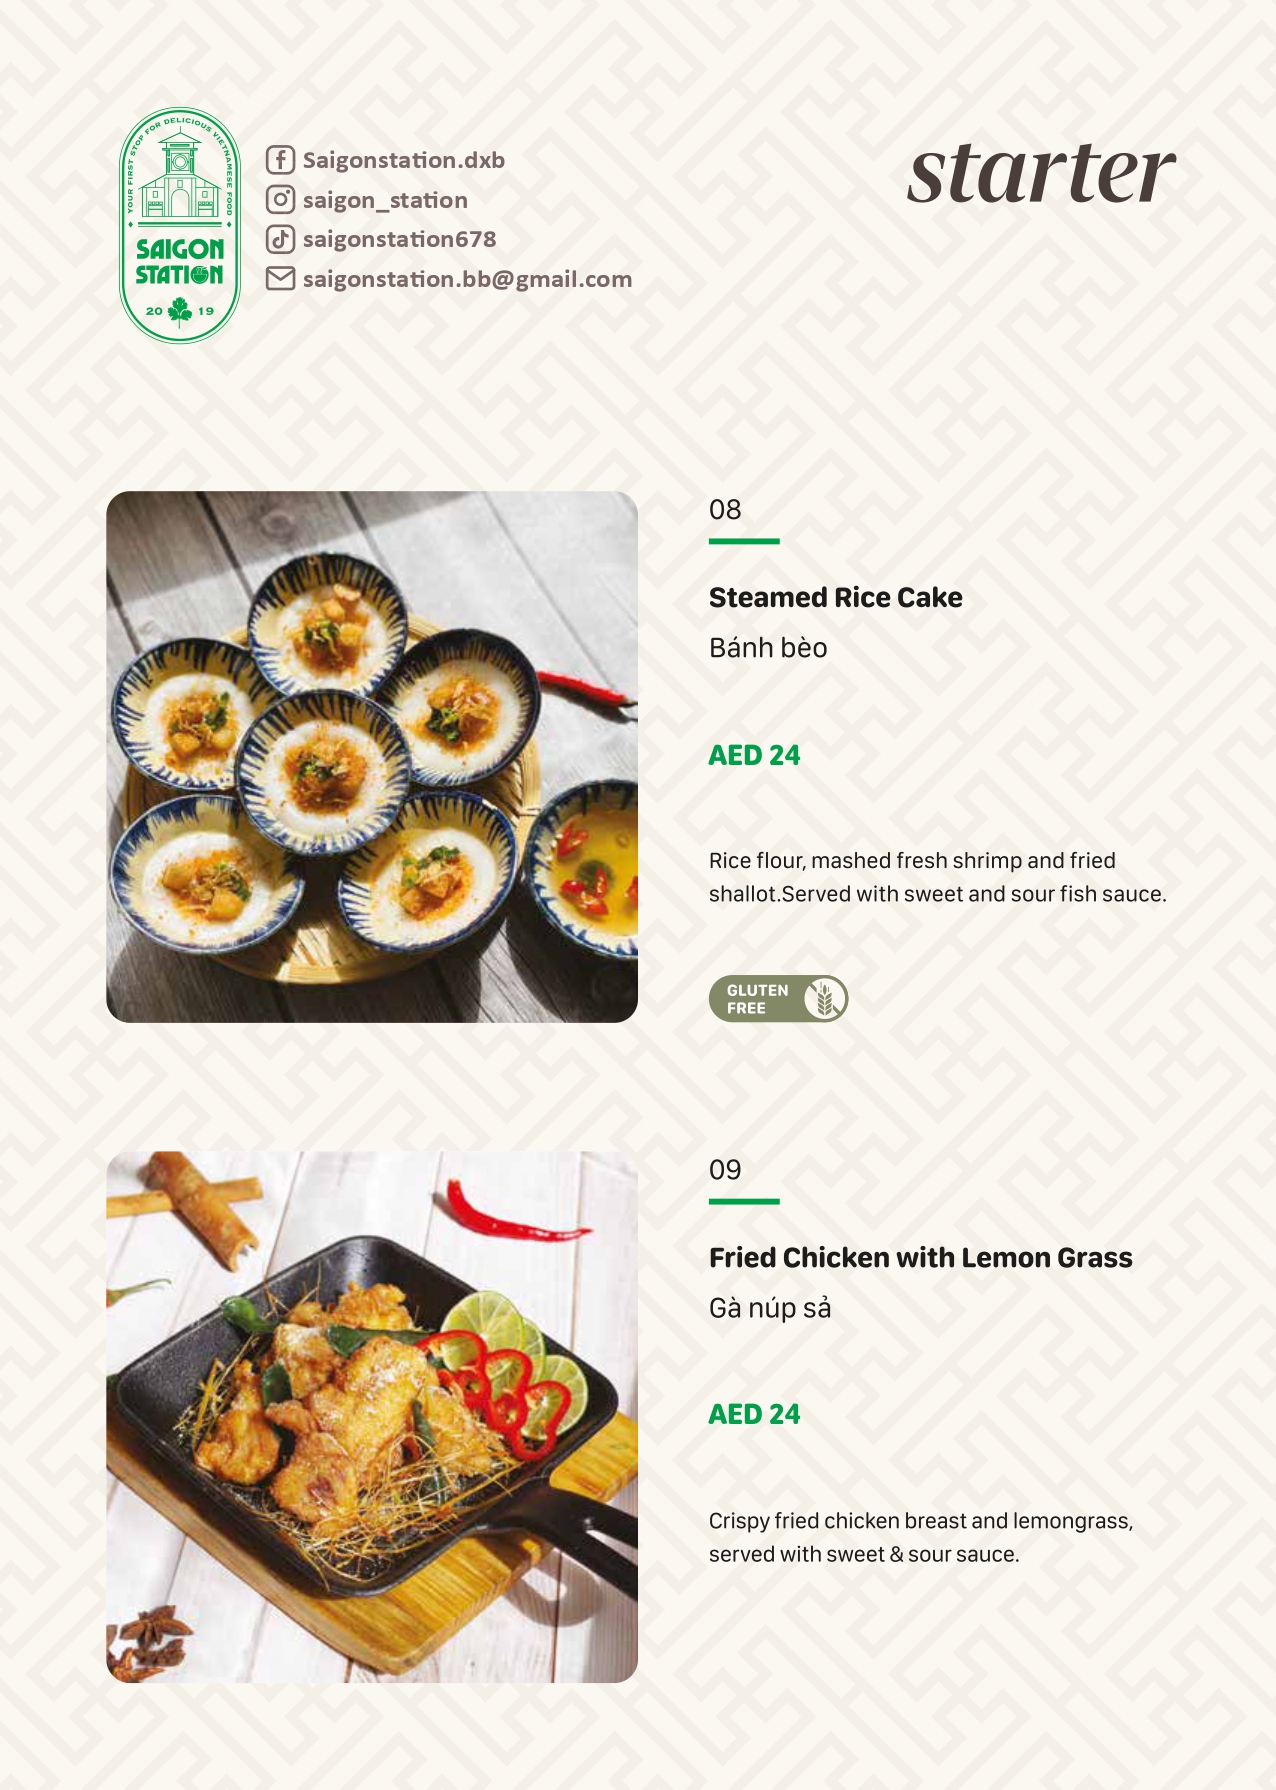 YOUR FIRST STOP FOR DELICIOUS VIETNAMESE FOOD
SAIGON
STATION
20 19
Saigonstation.dxb
saigon_station
saigonstation678
saigonstation.bb@gmail.com
starter
08
Steamed Rice Cake
Bánh bèo
AED 24
Rice flour, mashed fresh shrimp and fried
shallot.Served with sweet and sour fish sauce.
GLUTEN
FREE
09
Fried Chicken with Lemon Grass
Gà núp sả
AED 24
Crispy fried chicken breast and lemongrass,
served with sweet & sour sauce.